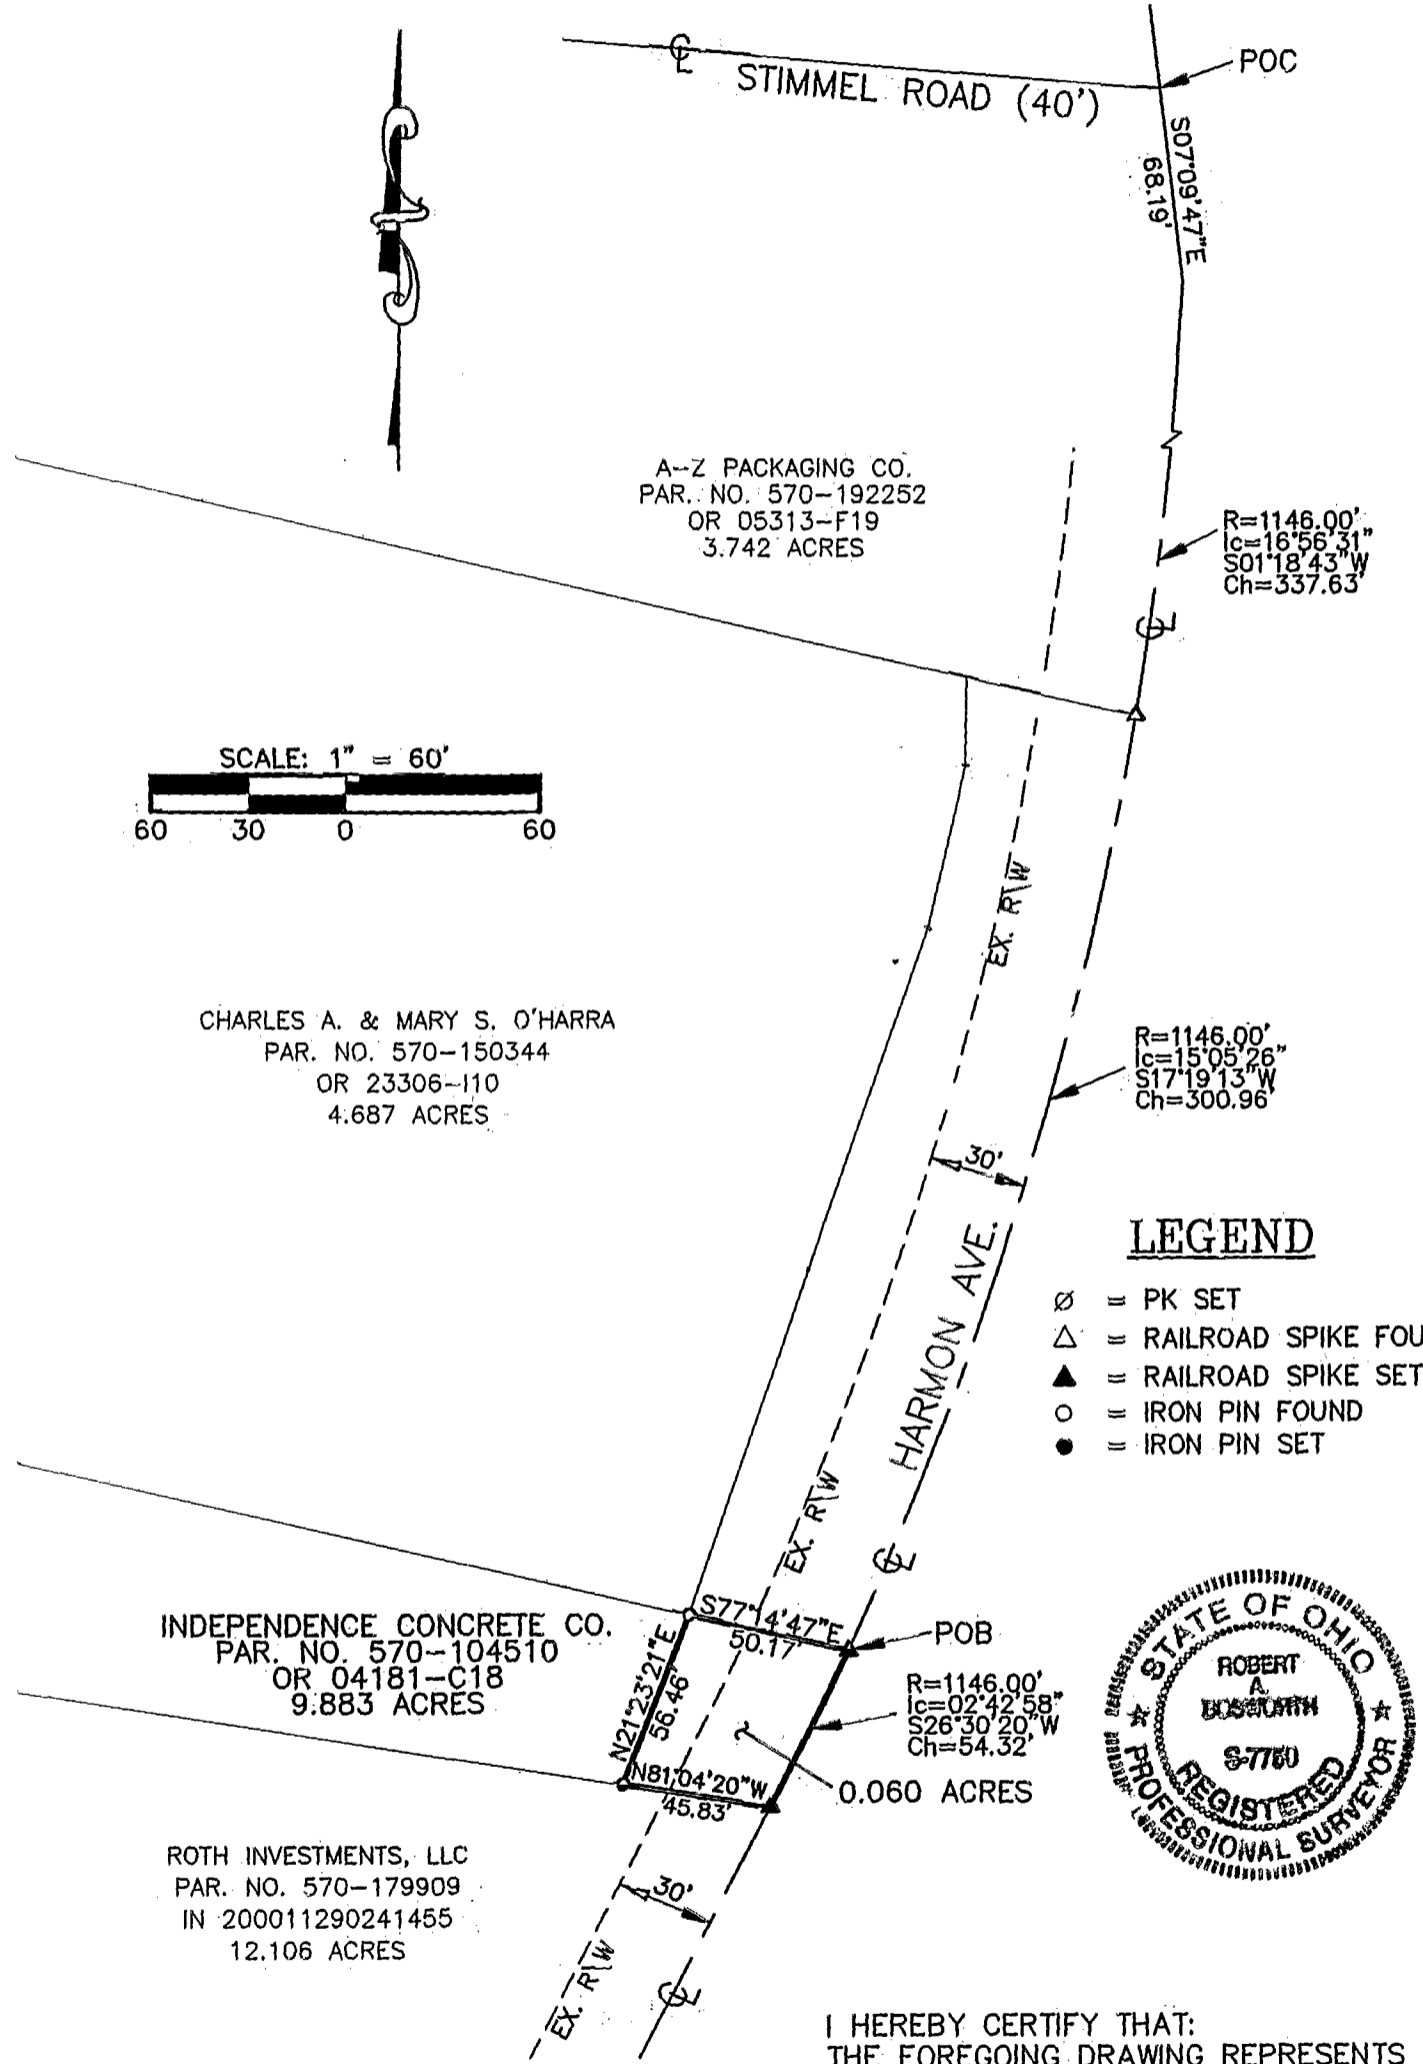 POC
℄
STIMMEL ROAD (40')
S07°09'47"E
68.19'
A-Z PACKAGING CO.
PAR. NO. 570-192252
OR 05313-F19
3.742 ACRES
R=1146.00'
Ic=16°56'31"
S01°18'43"W
Ch=337.63'
℄
SCALE: 1" = 60'
60 30 0 60
EX. R\W
CHARLES A. & MARY S. O'HARRA
PAR. NO. 570-150344
OR 23306-I10
4.687 ACRES
R=1146.00'
Ic=15°05'26"
S17°19'13"W
Ch=300.96'
30'
HARMON AVE.
LEGEND
Ø = PK SET
△ = RAILROAD SPIKE FOU
▲ = RAILROAD SPIKE SET
○ = IRON PIN FOUND
● = IRON PIN SET
EX. R\W
℄
INDEPENDENCE CONCRETE CO.
PAR. NO. 570-104510
OR 04181-C18
9.883 ACRES
S77°14'47"E
50.17'
POB
N21°23'21"E
56.46'
R=1146.00'
Ic=02°42'58"
S26°30'20"W
Ch=54.32'
N81°04'20"W
45.83'
0.060 ACRES
STATE OF OHIO
ROBERT
A.
BOSWORTH
S-7750
REGISTERED
PROFESSIONAL SURVEYOR
ROTH INVESTMENTS, LLC
PAR. NO. 570-179909
IN 200011290241455
12.106 ACRES
30'
EX. R\W
℄
I HEREBY CERTIFY THAT:
THE FOREGOING DRAWING REPRESENTS